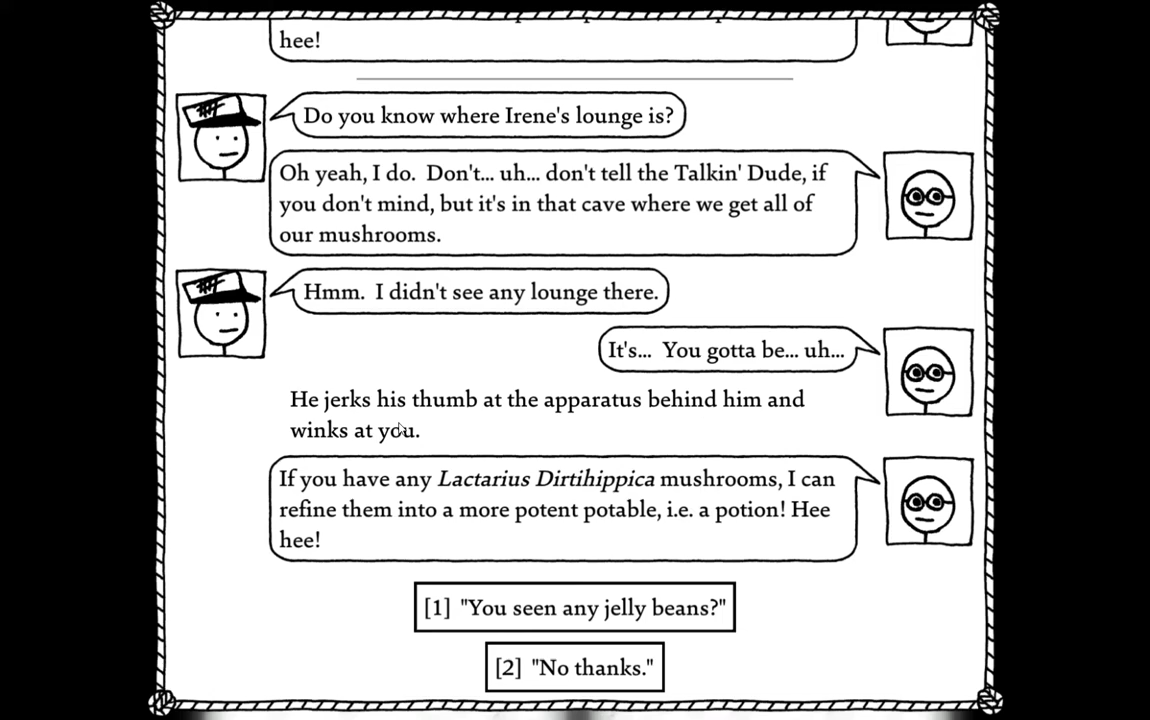 hee!
Do you know where Irene's lounge is?
Oh yeah, I do.  Don't... uh... don't tell the Talkin' Dude, if
you don't mind, but it's in that cave where we get all of
our mushrooms.
Hmm.  I didn't see any lounge there.
It's...  You gotta be... uh...
He jerks his thumb at the apparatus behind him and
winks at you.
If you have any Lactarius Dirtihippica mushrooms, I can
refine them into a more potent potable, i.e. a potion! Hee
hee!
[1]  "You seen any jelly beans?"
[2]  "No thanks."